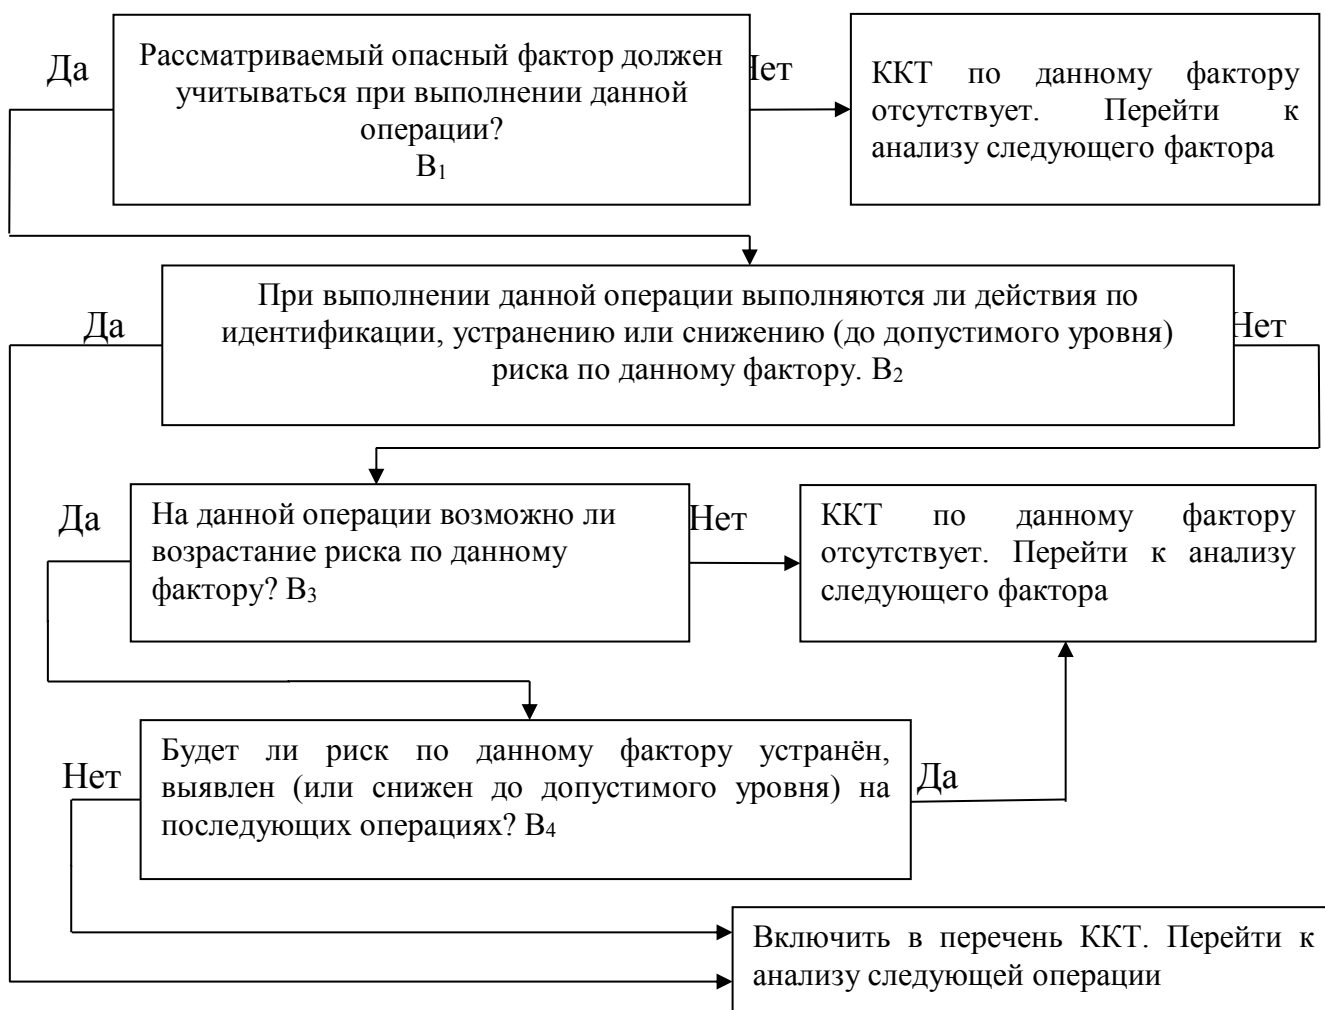 Да
Рассматриваемый опасный фактор должен
учитываться при выполнении данной
операции?
В₁
Нет
ККТ по данному фактору
отсутствует. Перейти к
анализу следующего фактора
Да
При выполнении данной операции выполняются ли действия по
идентификации, устранению или снижению (до допустимого уровня)
риска по данному фактору. В₂
Нет
Да
На данной операции возможно ли
возрастание риска по данному
фактору? В₃
Нет
ККТ по данному фактору
отсутствует. Перейти к анализу
следующего фактора
Нет
Будет ли риск по данному фактору устранён,
выявлен (или снижен до допустимого уровня) на
последующих операциях? В₄
Да
Включить в перечень ККТ. Перейти к
анализу следующей операции